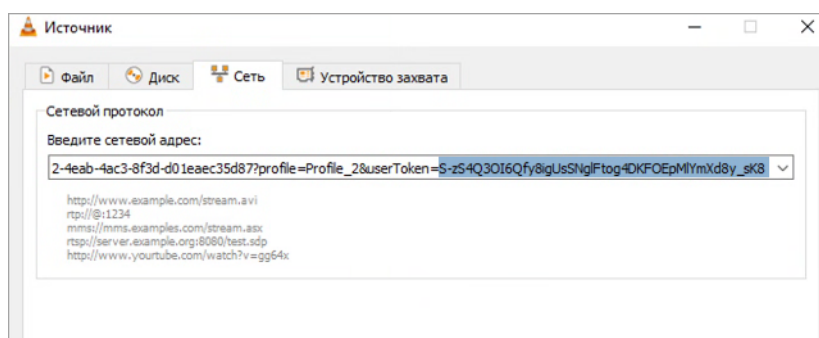 Источник
Файл Диск Сеть Устройство захвата
Сетевой протокол
Введите сетевой адрес:
2-4eab-4ac3-8f3d-d01eaec35d87?profile=Profile_2&userToken=S-zS4Q3OI6Qfy8igUsSNglFtog4DKFOEpMlYmXd8y_sK8
http://www.example.com/stream.avi
rtp://@:1234
mms://mms.examples.com/stream.asx
rtsp://server.example.org:8080/test.sdp
http://www.yourtube.com/watch?v=gg64x